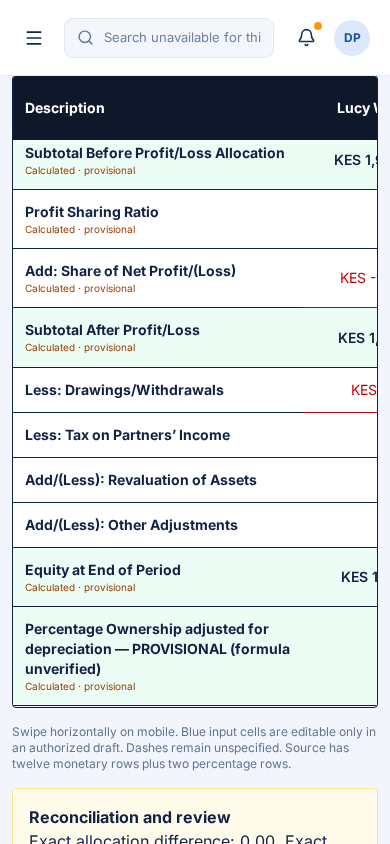 Search unavailable for thi
DP
Description Lucy
Subtotal Before Profit/Loss Allocation
Calculated · provisional
KES 1,
Profit Sharing Ratio
Calculated · provisional
Add: Share of Net Profit/(Loss)
Calculated · provisional
KES -
Subtotal After Profit/Loss
Calculated · provisional
KES 1,
Less: Drawings/Withdrawals KES
Less: Tax on Partners’ Income
Add/(Less): Revaluation of Assets
Add/(Less): Other Adjustments
Equity at End of Period
Calculated · provisional
KES 1
Percentage Ownership adjusted for
depreciation — PROVISIONAL (formula
unverified)
Calculated · provisional
Swipe horizontally on mobile. Blue input cells are editable only in
an authorized draft. Dashes remain unspecified. Source has
twelve monetary rows plus two percentage rows.
Reconciliation and review
Exact allocation difference: 0.00. Exact